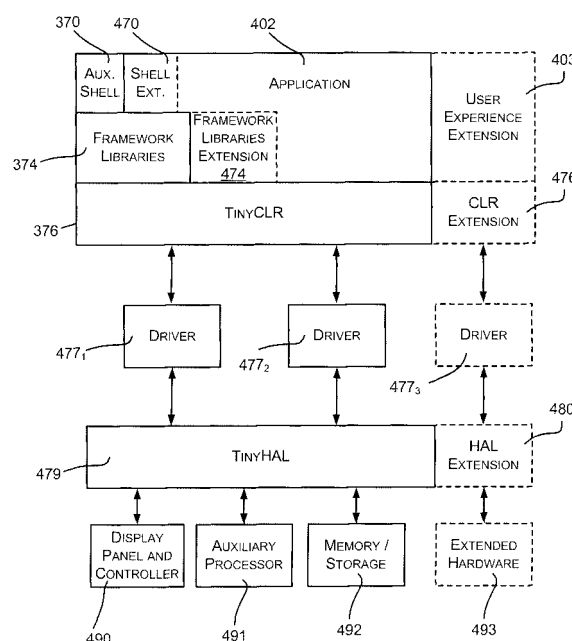 370
470
402
403
AUX.
SHELL
SHELL
EXT.
APPLICATION
USER
EXPERIENCE
EXTENSION
374
FRAMEWORK
LIBRARIES
FRAMEWORK
LIBRARIES
EXTENSION
474
476
376
TINYCLR
CLR
EXTENSION
DRIVER
DRIVER
DRIVER
477₁
477₂
477₃
480
479
TINYHAL
HAL
EXTENSION
DISPLAY
PANEL AND
CONTROLLER
AUXILIARY
PROCESSOR
MEMORY /
STORAGE
EXTENDED
HARDWARE
490
491
492
493